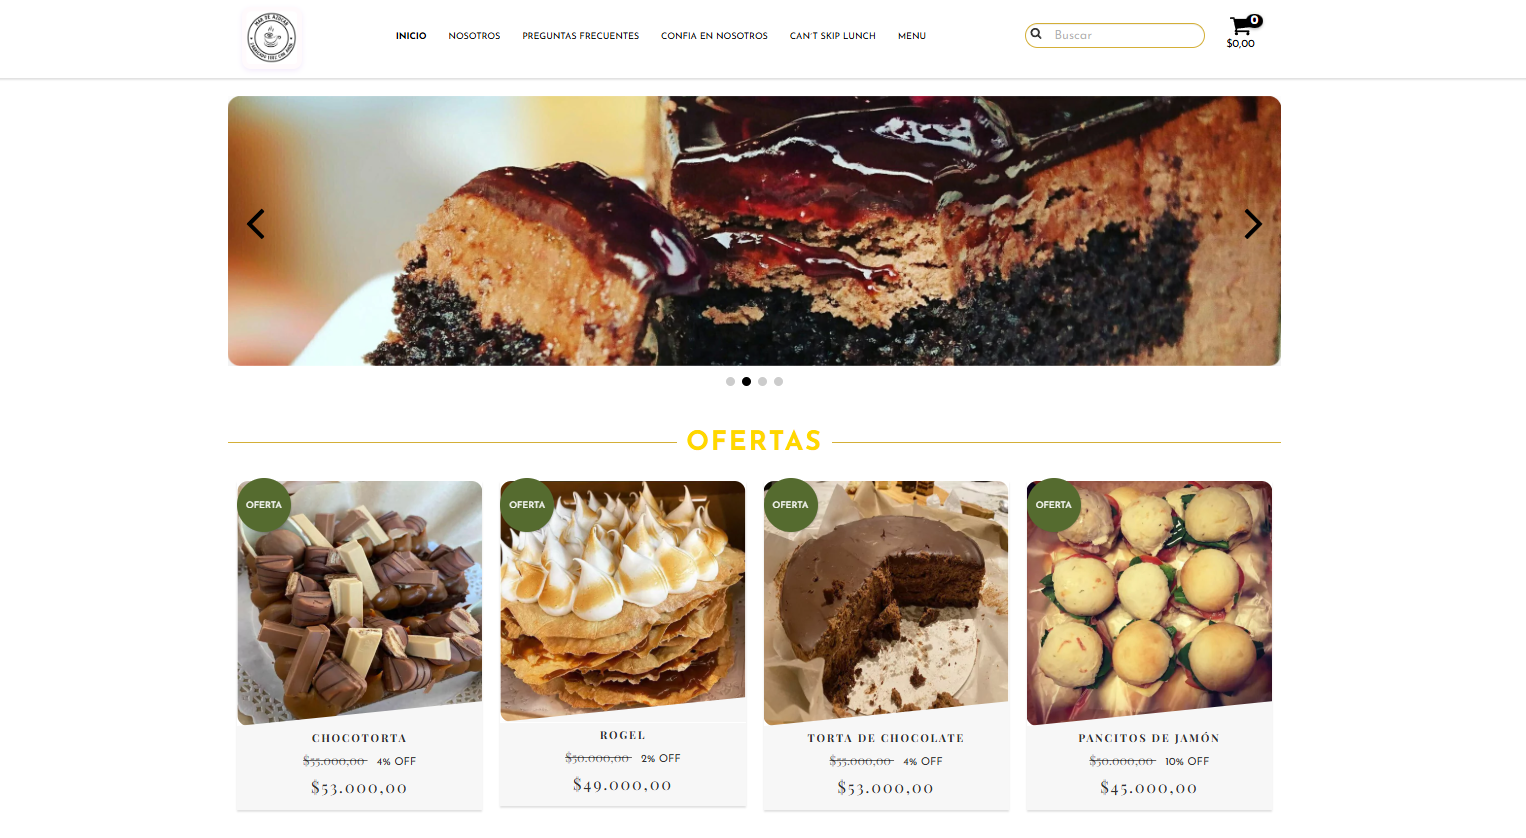 MAR DE AZUCAR
INICIO NOSOTROS PREGUNTAS FRECUENTES CONFIA EN NOSOTROS CAN'T SKIP LUNCH MENU
Buscar
0
$0,00
OFERTAS
OFERTA OFERTA OFERTA OFERTA
CHOCOTORTA
$55.000,00 4% OFF
$53.000,00
ROGEL
$50.000,00 2% OFF
$49.000,00
TORTA DE CHOCOLATE
$55.000,00 4% OFF
$53.000,00
PANCITOS DE JAMÓN
$50.000,00 10% OFF
$45.000,00